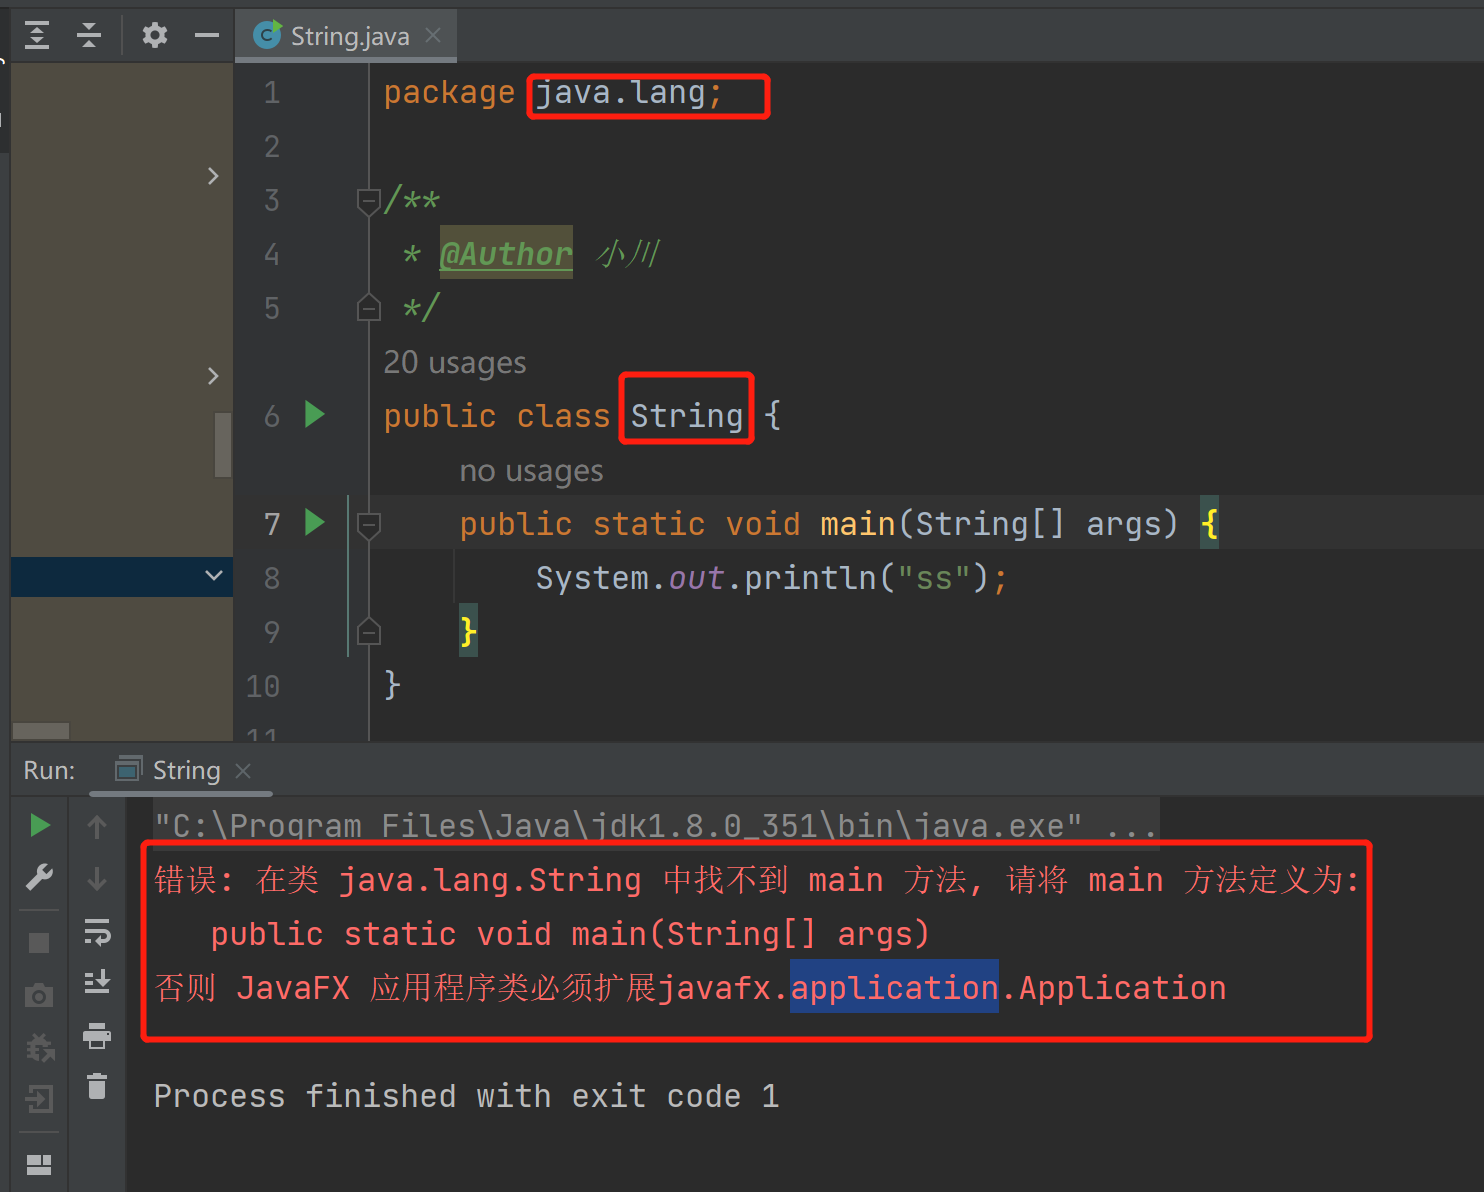 String.java
1 package java.lang;
2
3 /**
4  * @Author 小川
5  */
20 usages
6 public class String {
no usages
7 public static void main(String[] args) {
8 System.out.println("ss");
9 }
10 }
11
Run: String
"C:\Program Files\Java\jdk1.8.0_351\bin\java.exe" ...
错误: 在类 java.lang.String 中找不到 main 方法, 请将 main 方法定义为:
public static void main(String[] args)
否则 JavaFX 应用程序类必须扩展javafx.application.Application
Process finished with exit code 1